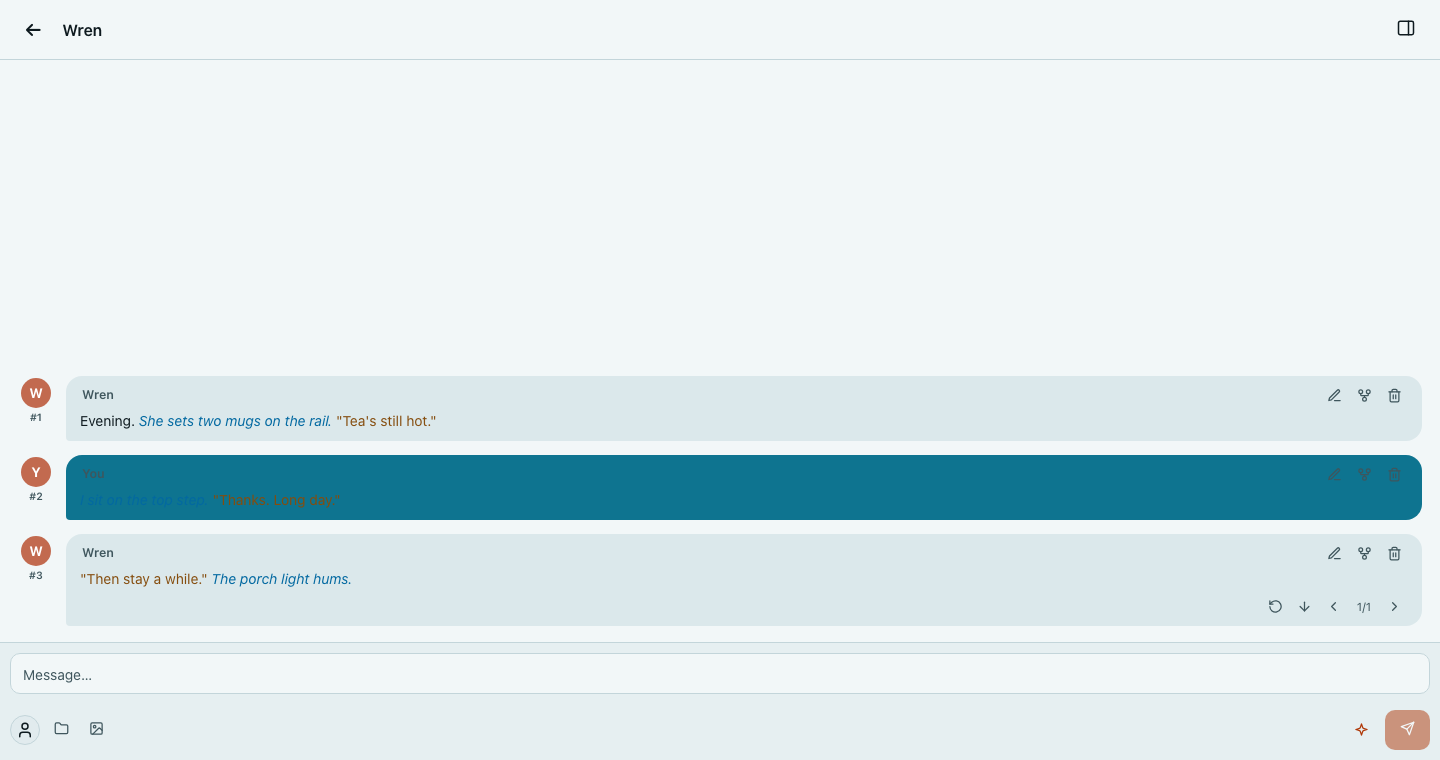 Wren
W
#1
Wren
Evening. She sets two mugs on the rail. "Tea's still hot."
Y
#2
You
I sit on the top step. "Thanks. Long day."
W
#3
Wren
"Then stay a while." The porch light hums.
1/1
Message...